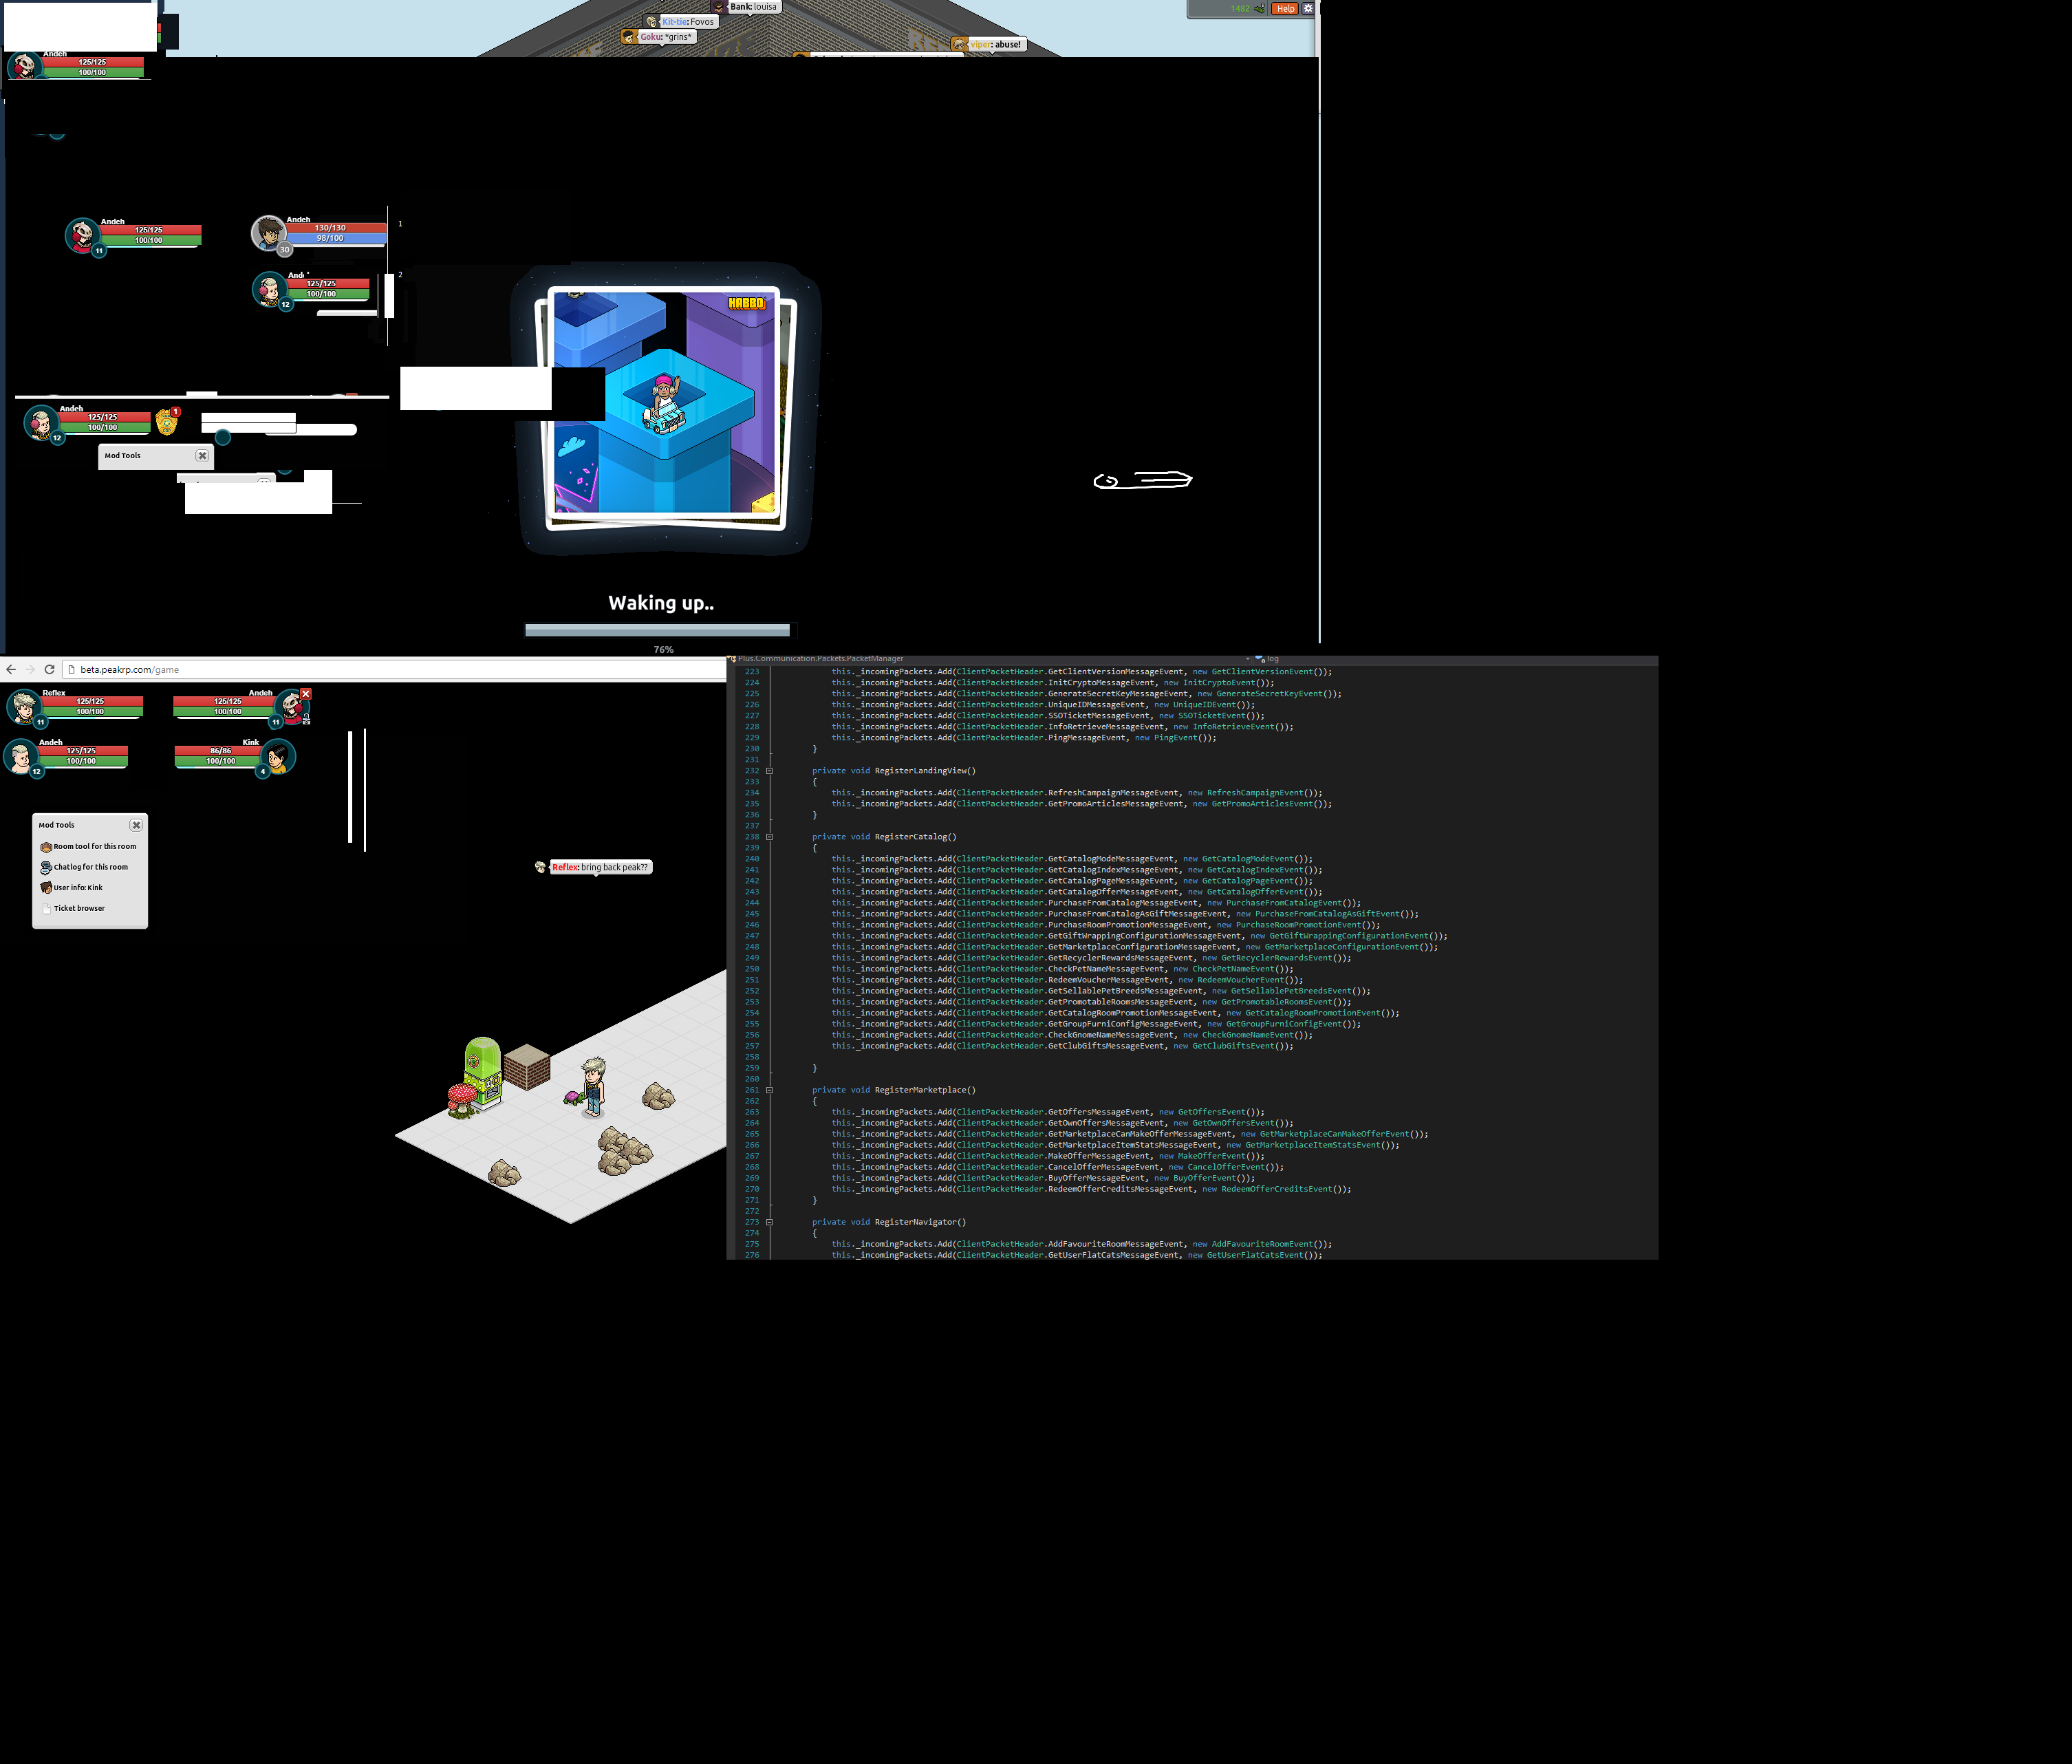 Bank: louisa
Kit-tie: Fovos
Goku: *grins*
viper: abuse!
1482
Help
Andeh
125/125
100/100
Andeh
125/125
100/100
11
Andeh
130/130
98/100
30
1
125/125
100/100
12
2
HABBO
Andeh
125/125
100/100
12
1
Mod Tools
Waking up..
76%
beta.peakrp.com/game
Reflex
125/125
100/100
11
Andeh
125/125
100/100
11
Andeh
125/125
100/100
12
Kink
86/86
100/100
4
Mod Tools
Room tool for this room
Chatlog for this room
User info: Kink
Ticket browser
Reflex: bring back peak??
Plus.Communication.Packets.PacketManager
log
223 this._incomingPackets.Add(ClientPacketHeader.GetClientVersionMessageEvent, new GetClientVersionEvent());
224 this._incomingPackets.Add(ClientPacketHeader.InitCryptoMessageEvent, new InitCryptoEvent());
225 this._incomingPackets.Add(ClientPacketHeader.GenerateSecretKeyMessageEvent, new GenerateSecretKeyEvent());
226 this._incomingPackets.Add(ClientPacketHeader.UniqueIDMessageEvent, new UniqueIDEvent());
227 this._incomingPackets.Add(ClientPacketHeader.SSOTicketMessageEvent, new SSOTicketEvent());
228 this._incomingPackets.Add(ClientPacketHeader.InfoRetrieveMessageEvent, new InfoRetrieveEvent());
229 this._incomingPackets.Add(ClientPacketHeader.PingMessageEvent, new PingEvent());
230 }
231
232 private void RegisterLandingView()
233 {
234 this._incomingPackets.Add(ClientPacketHeader.RefreshCampaignMessageEvent, new RefreshCampaignEvent());
235 this._incomingPackets.Add(ClientPacketHeader.GetPromoArticlesMessageEvent, new GetPromoArticlesEvent());
236 }
237
238 private void RegisterCatalog()
239 {
240 this._incomingPackets.Add(ClientPacketHeader.GetCatalogModeMessageEvent, new GetCatalogModeEvent());
241 this._incomingPackets.Add(ClientPacketHeader.GetCatalogIndexMessageEvent, new GetCatalogIndexEvent());
242 this._incomingPackets.Add(ClientPacketHeader.GetCatalogPageMessageEvent, new GetCatalogPageEvent());
243 this._incomingPackets.Add(ClientPacketHeader.GetCatalogOfferMessageEvent, new GetCatalogOfferEvent());
244 this._incomingPackets.Add(ClientPacketHeader.PurchaseFromCatalogMessageEvent, new PurchaseFromCatalogEvent());
245 this._incomingPackets.Add(ClientPacketHeader.PurchaseFromCatalogAsGiftMessageEvent, new PurchaseFromCatalogAsGiftEvent());
246 this._incomingPackets.Add(ClientPacketHeader.PurchaseRoomPromotionMessageEvent, new PurchaseRoomPromotionEvent());
247 this._incomingPackets.Add(ClientPacketHeader.GetGiftWrappingConfigurationMessageEvent, new GetGiftWrappingConfigurationEvent());
248 this._incomingPackets.Add(ClientPacketHeader.GetMarketplaceConfigurationMessageEvent, new GetMarketplaceConfigurationEvent());
249 this._incomingPackets.Add(ClientPacketHeader.GetRecyclerRewardsMessageEvent, new GetRecyclerRewardsEvent());
250 this._incomingPackets.Add(ClientPacketHeader.CheckPetNameMessageEvent, new CheckPetNameEvent());
251 this._incomingPackets.Add(ClientPacketHeader.RedeemVoucherMessageEvent, new RedeemVoucherEvent());
252 this._incomingPackets.Add(ClientPacketHeader.GetSellablePetBreedsMessageEvent, new GetSellablePetBreedsEvent());
253 this._incomingPackets.Add(ClientPacketHeader.GetPromotableRoomsMessageEvent, new GetPromotableRoomsEvent());
254 this._incomingPackets.Add(ClientPacketHeader.GetCatalogRoomPromotionMessageEvent, new GetCatalogRoomPromotionEvent());
255 this._incomingPackets.Add(ClientPacketHeader.GetGroupFurniConfigMessageEvent, new GetGroupFurniConfigEvent());
256 this._incomingPackets.Add(ClientPacketHeader.CheckGnomeNameMessageEvent, new CheckGnomeNameEvent());
257 this._incomingPackets.Add(ClientPacketHeader.GetClubGiftsMessageEvent, new GetClubGiftsEvent());
258
259 }
260
261 private void RegisterMarketplace()
262 {
263 this._incomingPackets.Add(ClientPacketHeader.GetOffersMessageEvent, new GetOffersEvent());
264 this._incomingPackets.Add(ClientPacketHeader.GetOwnOffersMessageEvent, new GetOwnOffersEvent());
265 this._incomingPackets.Add(ClientPacketHeader.GetMarketplaceCanMakeOfferMessageEvent, new GetMarketplaceCanMakeOfferEvent());
266 this._incomingPackets.Add(ClientPacketHeader.GetMarketplaceItemStatsMessageEvent, new GetMarketplaceItemStatsEvent());
267 this._incomingPackets.Add(ClientPacketHeader.MakeOfferMessageEvent, new MakeOfferEvent());
268 this._incomingPackets.Add(ClientPacketHeader.CancelOfferMessageEvent, new CancelOfferEvent());
269 this._incomingPackets.Add(ClientPacketHeader.BuyOfferMessageEvent, new BuyOfferEvent());
270 this._incomingPackets.Add(ClientPacketHeader.RedeemOfferCreditsMessageEvent, new RedeemOfferCreditsEvent());
271 }
272
273 private void RegisterNavigator()
274 {
275 this._incomingPackets.Add(ClientPacketHeader.AddFavouriteRoomMessageEvent, new AddFavouriteRoomEvent());
276 this._incomingPackets.Add(ClientPacketHeader.GetUserFlatCatsMessageEvent, new GetUserFlatCatsEvent());